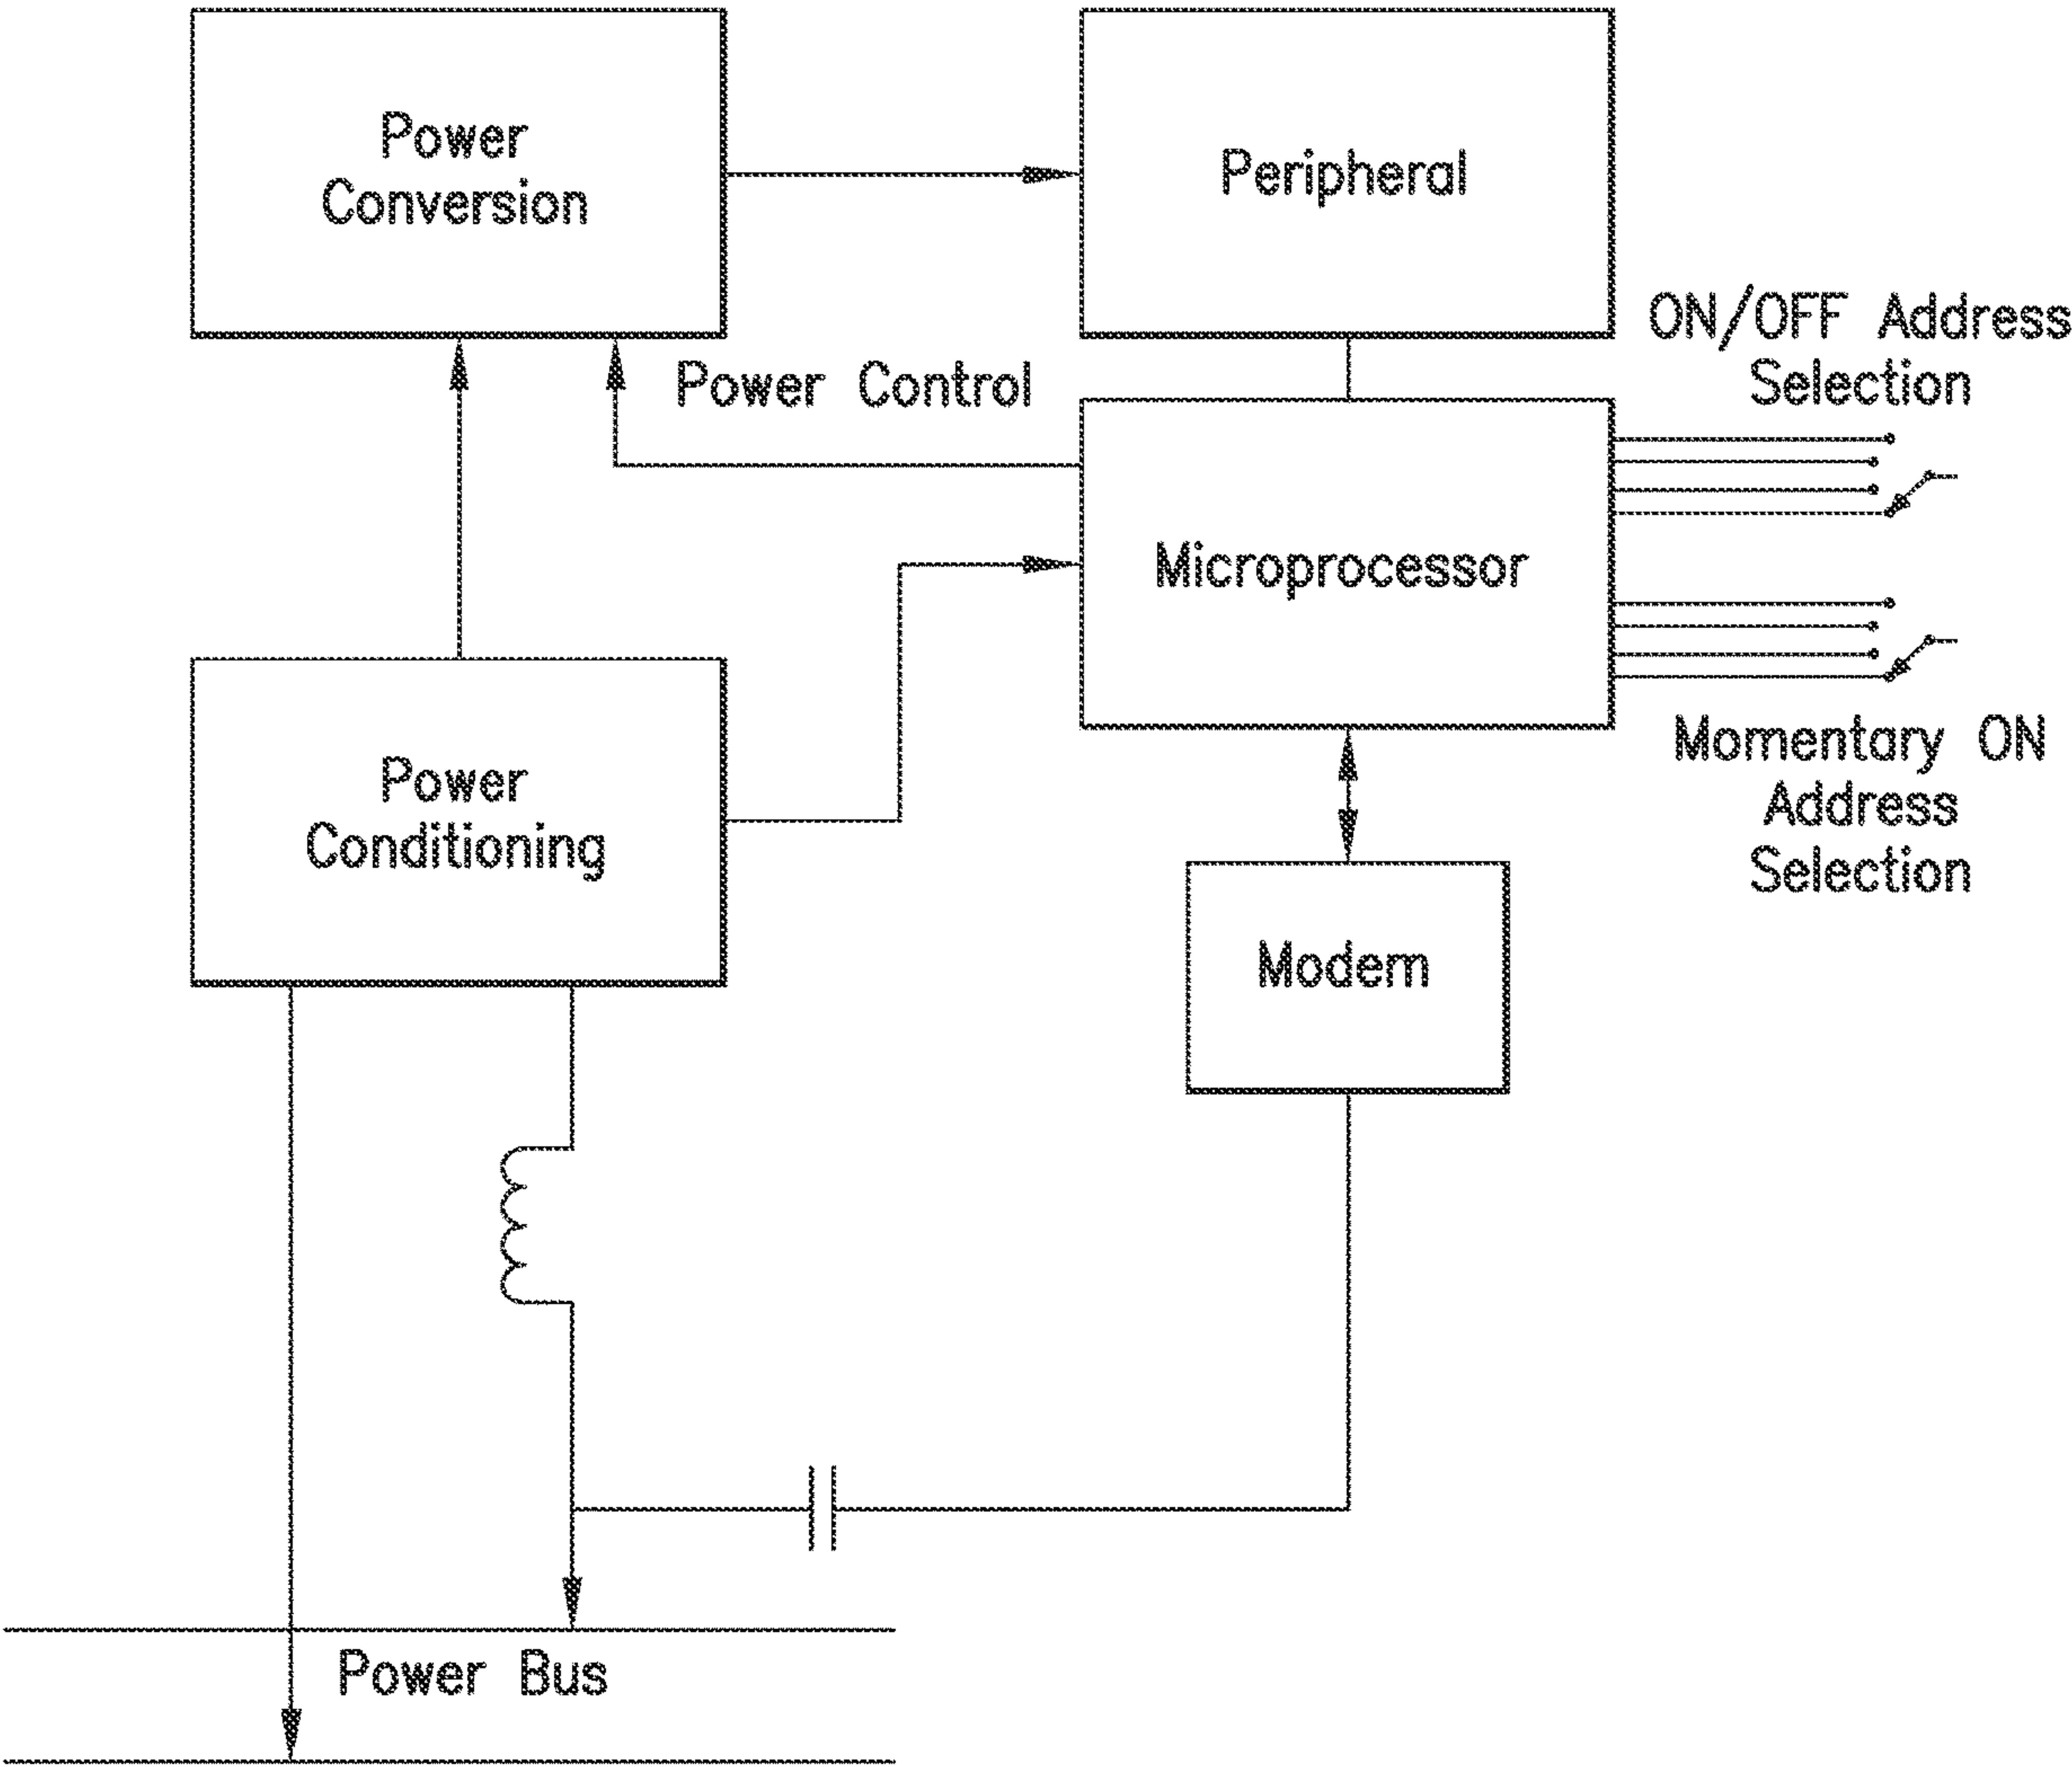 Power
Conversion
Peripheral
ON/OFF Address
Selection
Power Control
Microprocessor
Momentary ON
Address
Selection
Power
Conditioning
Modem
Power Bus